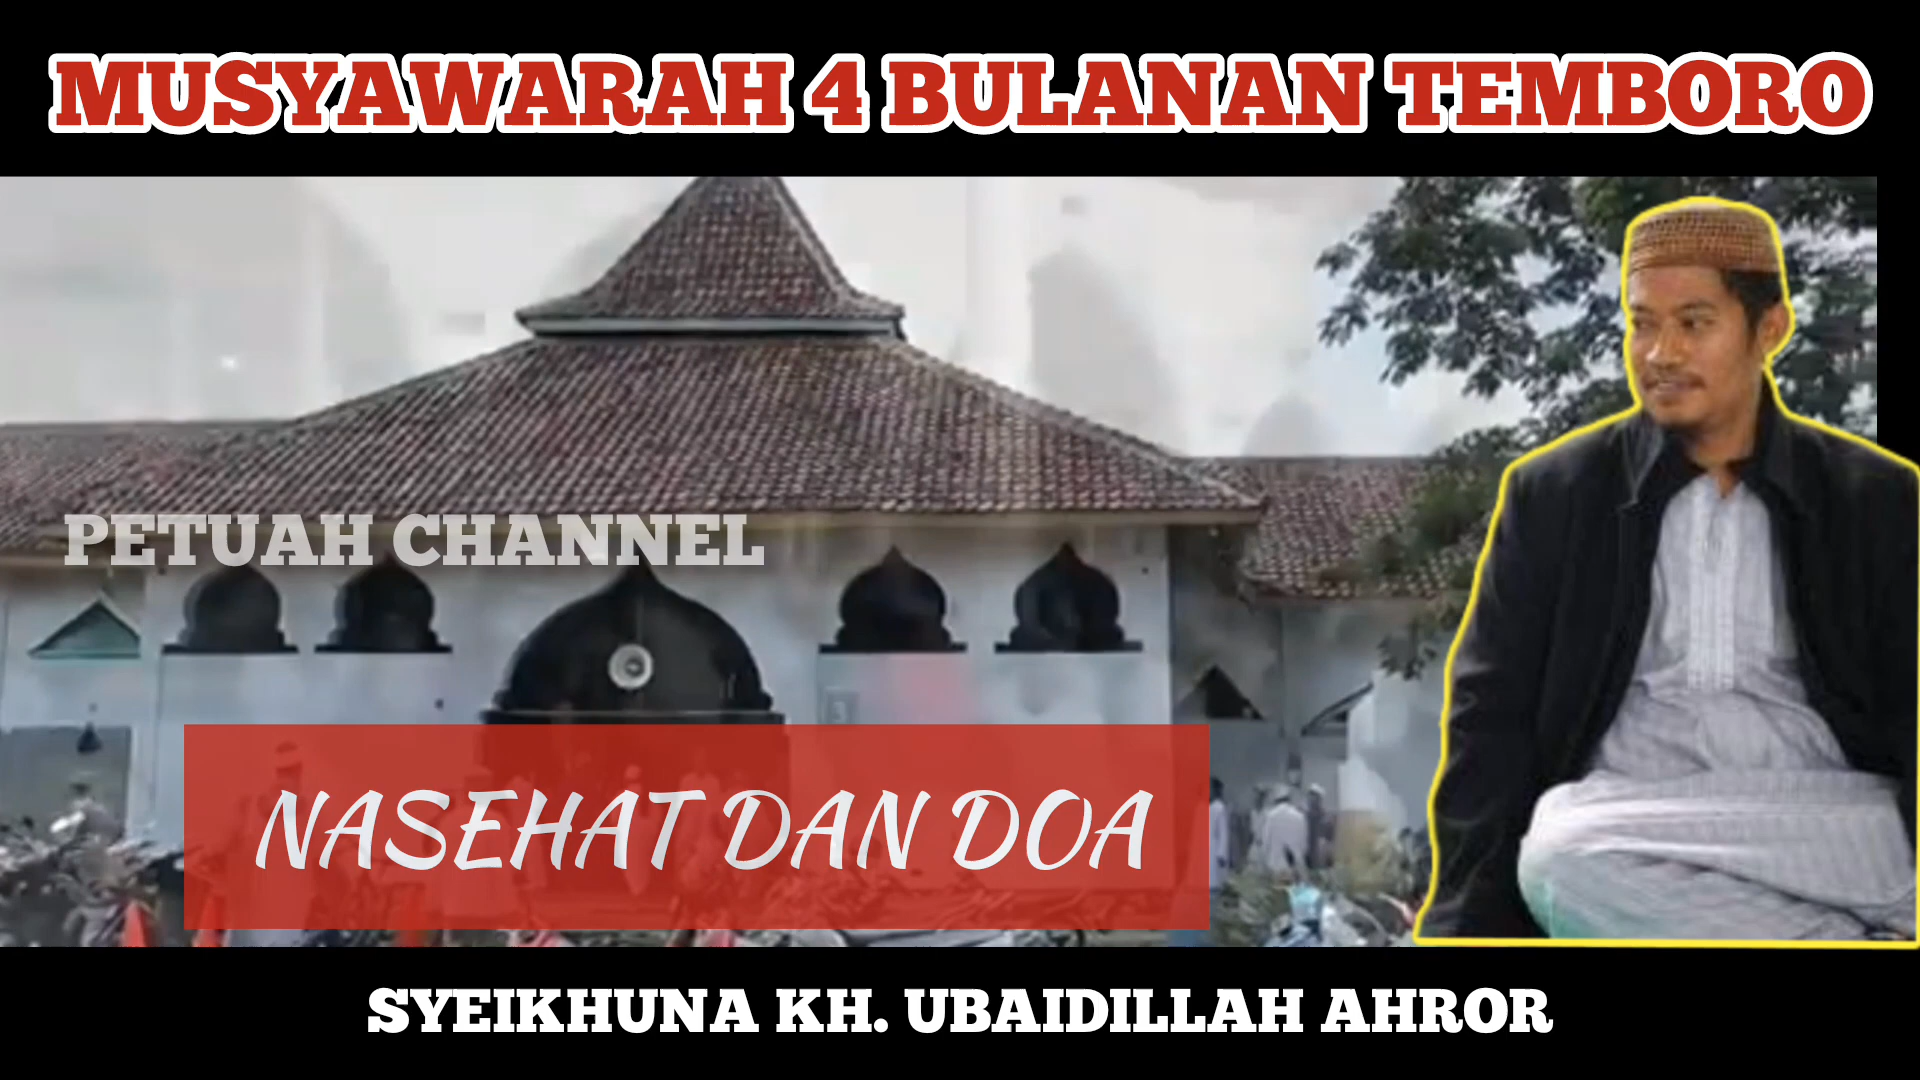 MUSYAWARAH 4 BULANAN TEMBORO
PETUAH CHANNEL
NASEHAT DAN DOA
SYEIKHUNA KH. UBAIDILLAH AHROR